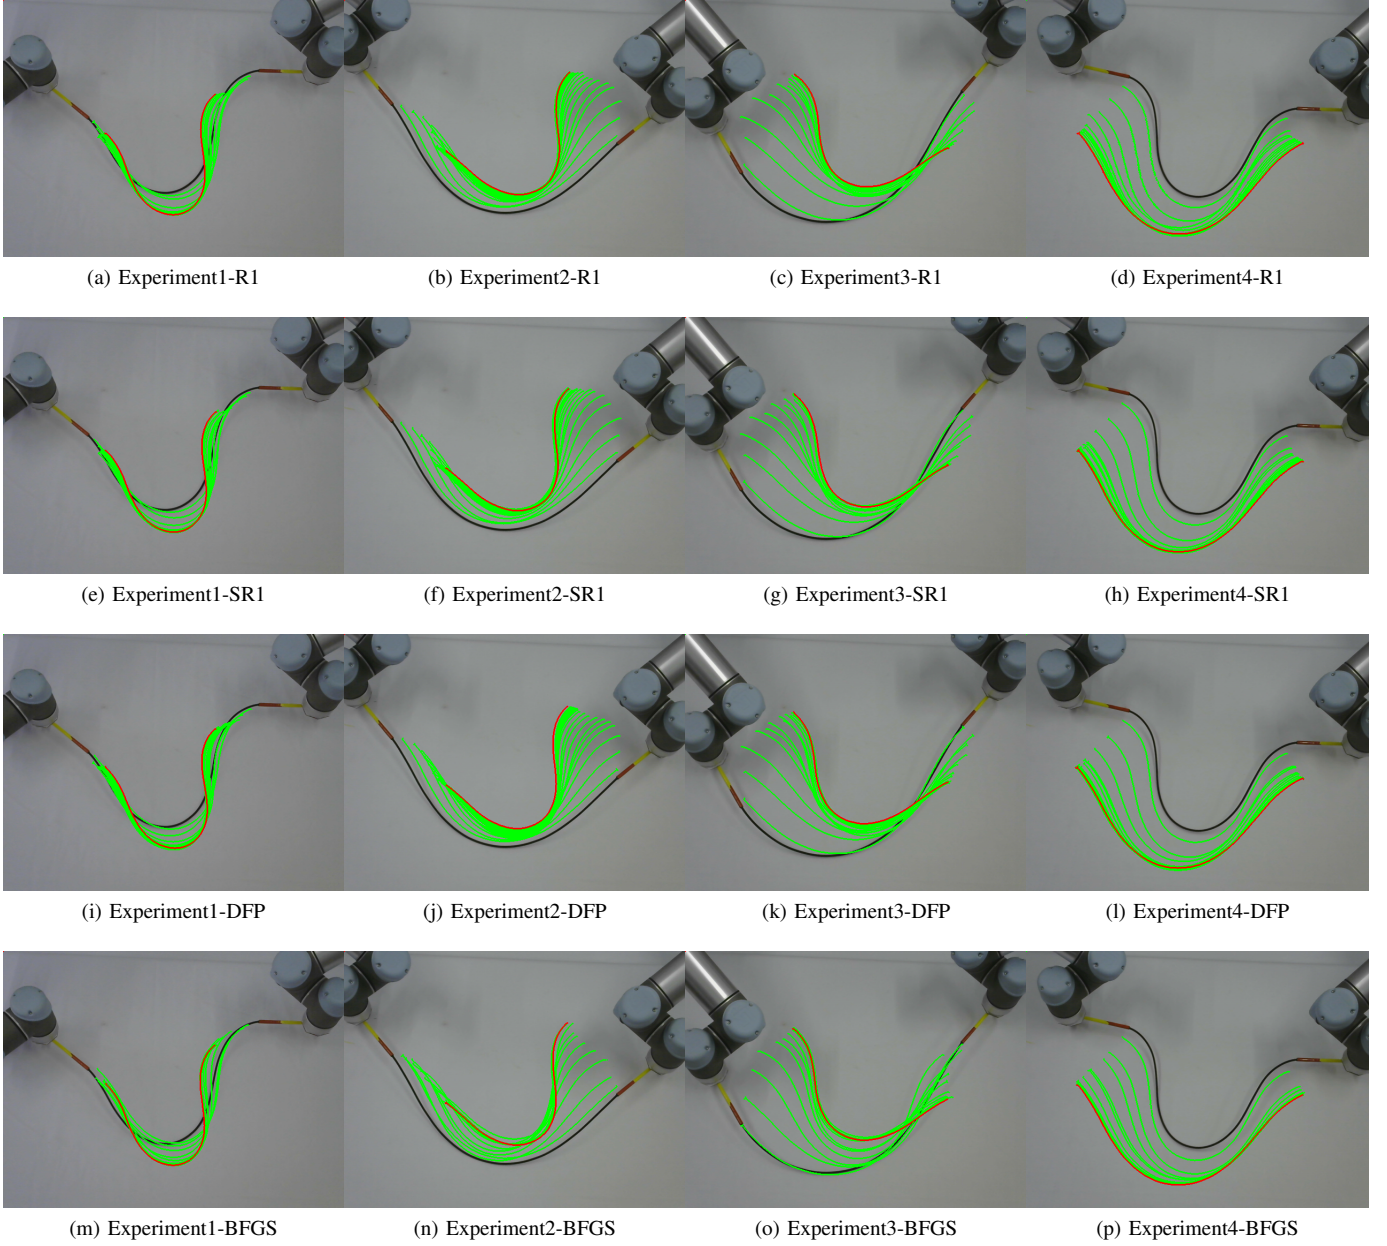 (a) Experiment1-R1
(b) Experiment2-R1
(c) Experiment3-R1
(d) Experiment4-R1
(e) Experiment1-SR1
(f) Experiment2-SR1
(g) Experiment3-SR1
(h) Experiment4-SR1
(i) Experiment1-DFP
(j) Experiment2-DFP
(k) Experiment3-DFP
(l) Experiment4-DFP
(m) Experiment1-BFGS
(n) Experiment2-BFGS
(o) Experiment3-BFGS
(p) Experiment4-BFGS